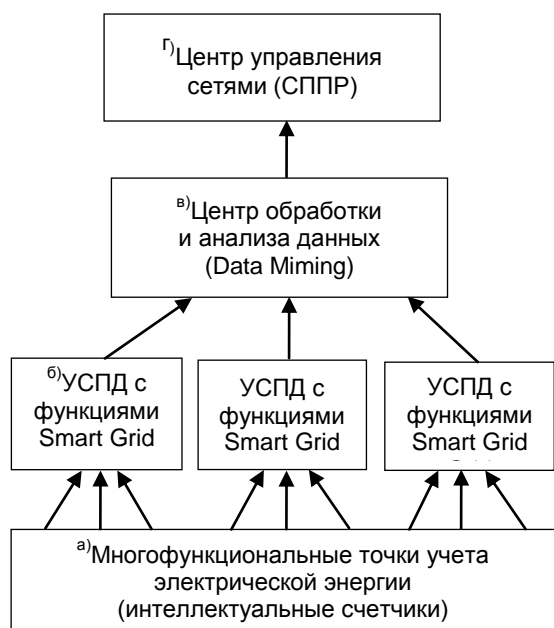 г)Центр управления
сетями (СППР)
в)Центр обработки
и анализа данных
(Data Miming)
б)УСПД с
функциями
Smart Grid
УСПД с
функциями
Smart Grid
УСПД с
функциями
Smart Grid
а)Многофункциональные точки учета
электрической энергии
(интеллектуальные счетчики)